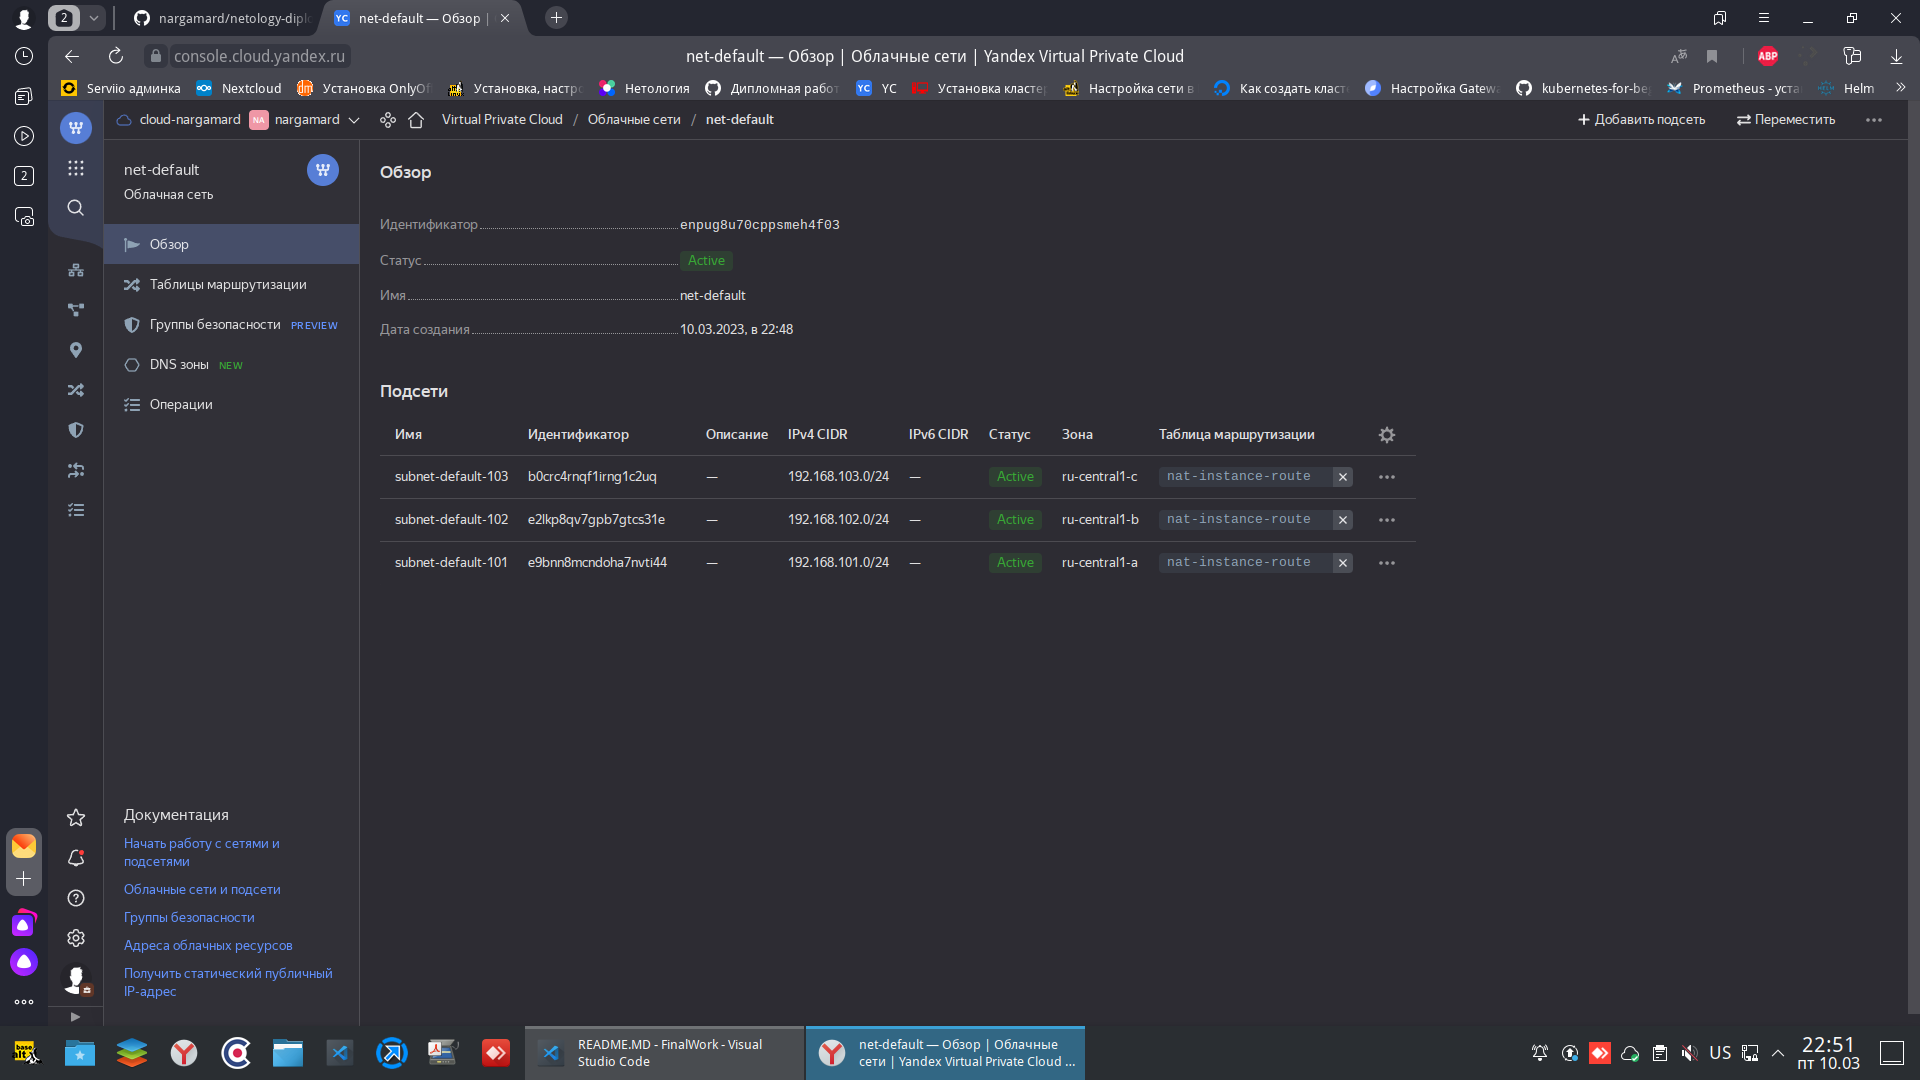 2
nargamard/netology-dipl
net-default — Обзор |
console.cloud.yandex.ru
net-default — Обзор | Облачные сети | Yandex Virtual Private Cloud
ABP
Serviio админка
Nextcloud
Установка OnlyOf
Установка, настро
Нетология
Дипломная работ
YC
YC
Установка кластер
Настройка сети в
Как создать класт
Настройка Gatewa
kubernetes-for-be
Prometheus - уста
Helm
cloud-nargamard
NA
nargamard
Virtual Private Cloud / Облачные сети / net-default
Добавить подсеть
Переместить
2
net-default
Облачная сеть
Обзор
Таблицы маршрутизации
Группы безопасности PREVIEW
DNS зоны NEW
Операции
Обзор
Идентификатор enpug8u70cppsmeh4f03
Статус Active
Имя net-default
Дата создания 10.03.2023, в 22:48
Подсети
Имя Идентификатор Описание IPv4 CIDR IPv6 CIDR Статус Зона Таблица маршрутизации
subnet-default-103 b0crc4rnqf1irng1c2uq — 192.168.103.0/24 — Active ru-central1-c nat-instance-route
subnet-default-102 e2lkp8qv7gpb7gtcs31e — 192.168.102.0/24 — Active ru-central1-b nat-instance-route
subnet-default-101 e9bnn8mcndoha7nvti44 — 192.168.101.0/24 — Active ru-central1-a nat-instance-route
Документация
Начать работу с сетями и
подсетями
Облачные сети и подсети
Группы безопасности
Адреса облачных ресурсов
Получить статический публичный
IP-адрес
README.MD - FinalWork - Visual
Studio Code
net-default — Обзор | Облачные
сети | Yandex Virtual Private Cloud ...
US
22:51
пт 10.03